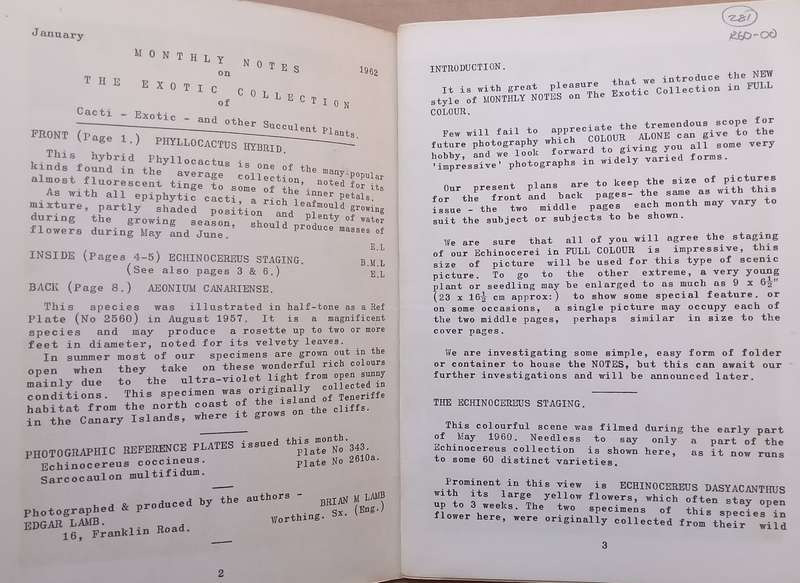 January
MONTHLY NOTES
on
1962
THE EXOTIC COLLECTION
of
Cacti - Exotic - and other Succulent Plants.
FRONT (Page 1.) PHYLLOCACTUS HYBRID.
This hybrid Phyllocactus is one of the many popular
kinds found in the average collection, noted for its
almost fluorescent tinge to some of the inner petals.
As with all epiphytic cacti, a rich leafmould growing
mixture, partly shaded position and plenty of water
during the growing season, should produce masses of
flowers during May and June.
E.L
INSIDE (Pages 4-5) ECHINOCEREUS STAGING. B.M.L
(See also pages 3 & 6.) E.L
BACK (Page 8.) AEONIUM CANARIENSE.
This species was illustrated in half-tone as a Ref
Plate (No 2560) in August 1957. It is a magnificent
species and may produce a rosette up to two or more
feet in diameter, noted for its velvety leaves.
In summer most of our specimens are grown out in the
open when they take on these wonderful rich colours
mainly due to the ultra-violet light from open sunny
conditions. This specimen was originally collected in
habitat from the north coast of the island of Teneriffe
in the Canary Islands, where it grows on the cliffs.
PHOTOGRAPHIC REFERENCE PLATES issued this month.
Echinocereus coccineus. Plate No 343.
Sarcocaulon multifidum. Plate No 2610a.
Photographed & produced by the authors -
EDGAR LAMB. BRIAN M LAMB
16, Franklin Road. Worthing. Sx. (Eng.)
2
281
R60-00
INTRODUCTION.
It is with great pleasure that we introduce the NEW
style of MONTHLY NOTES on The Exotic Collection in FULL
COLOUR.
Few will fail to appreciate the tremendous scope for
future photography which COLOUR ALONE can give to the
hobby, and we look forward to giving you all some very
'impressive' photographs in widely varied forms.
Our present plans are to keep the size of pictures
for the front and back pages- the same as with this
issue - the two middle pages each month may vary to
suit the subject or subjects to be shown.
We are sure that all of you will agree the staging
of our Echinocerei in FULL COLOUR is impressive, this
size of picture will be used for this type of scenic
picture. To go to the other extreme, a very young
plant or seedling may be enlarged to as much as 9 x 6½"
(23 x 16½ cm approx:) to show some special feature. or
on some occasions, a single picture may occupy each of
the two middle pages, perhaps similar in size to the
cover pages.
We are investigating some simple, easy form of folder
or container to house the NOTES, but this can await our
further investigations and will be announced later.
THE ECHINOCEREUS STAGING.
This colourful scene was filmed during the early part
of May 1960. Needless to say only a part of the
Echinocereus collection is shown here, as it now runs
to some 60 distinct varieties.
Prominent in this view is ECHINOCEREUS DASYACANTHUS
with its large yellow flowers, which often stay open
up to 3 weeks. The two specimens of this species in
flower here, were originally collected from their wild
3